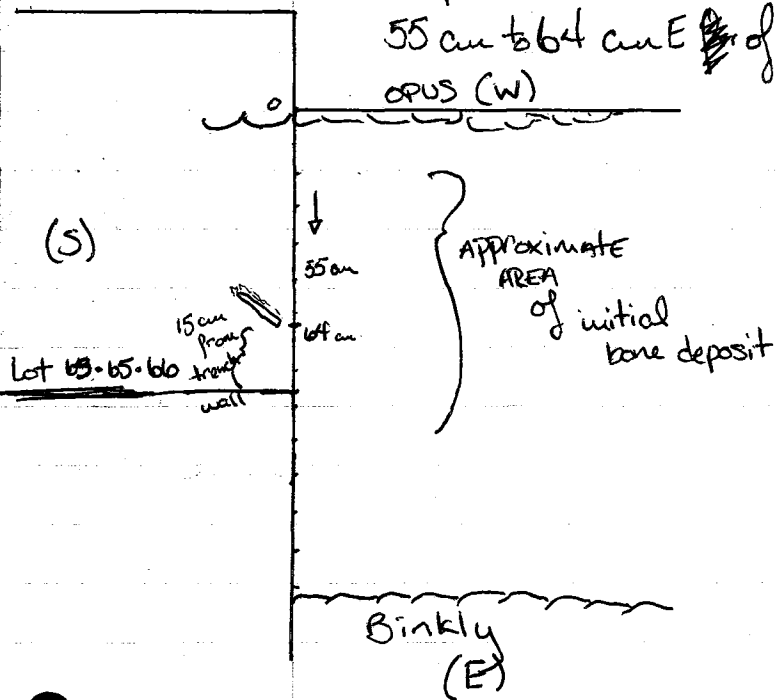 55 cm to 64 cm E of
OPUS (W)
0
(S)
55 cm
APPROXIMATE
AREA
of initial
bone deposit
15 cm
from
trench
wall
64 cm
Lot 65·66
Binkly
(E)